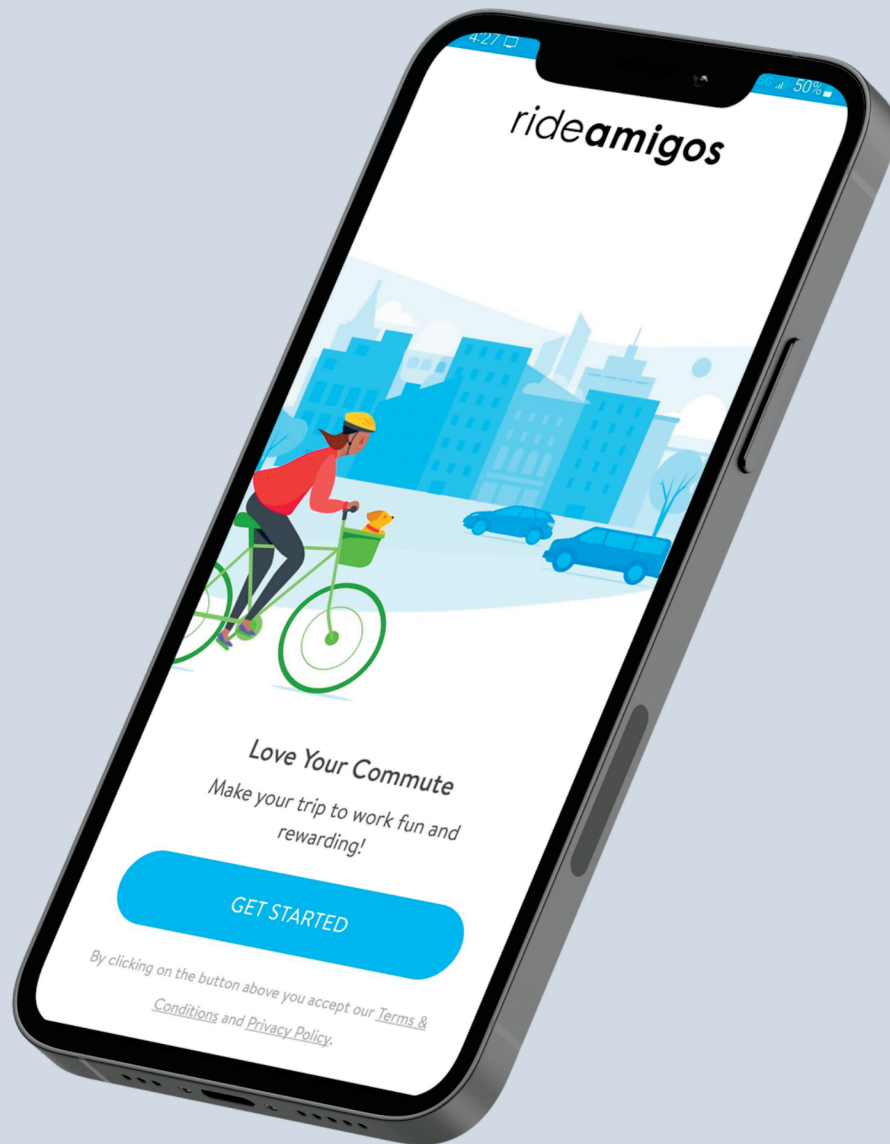 4:27
5G 50%
rideamigos
Love Your Commute
Make your trip to work fun and
rewarding!
GET STARTED
By clicking on the button above you accept our Terms &
Conditions and Privacy Policy.